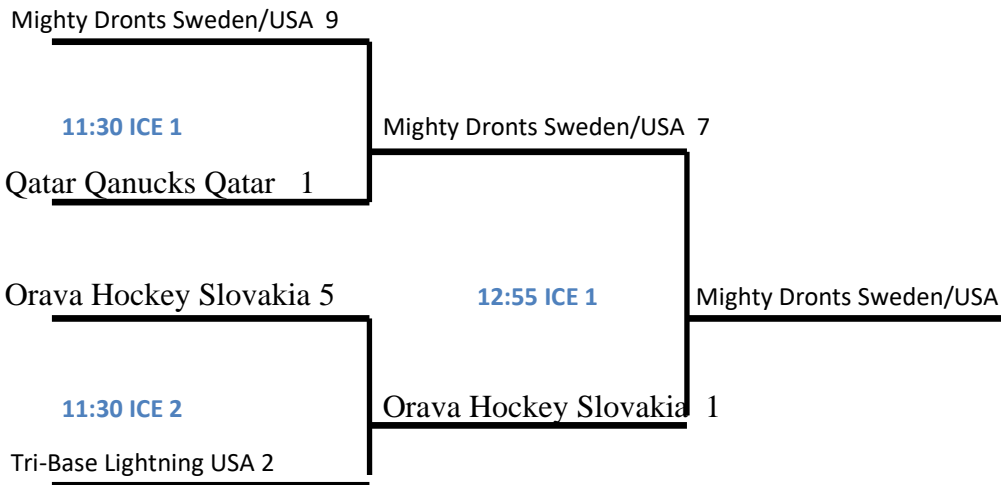 Mighty Dronts Sweden/USA 9
11:30 ICE 1
Mighty Dronts Sweden/USA 7
Qatar Qanucks Qatar 1
Orava Hockey Slovakia 5
12:55 ICE 1
Mighty Dronts Sweden/USA
11:30 ICE 2
Orava Hockey Slovakia 1
Tri-Base Lightning USA 2